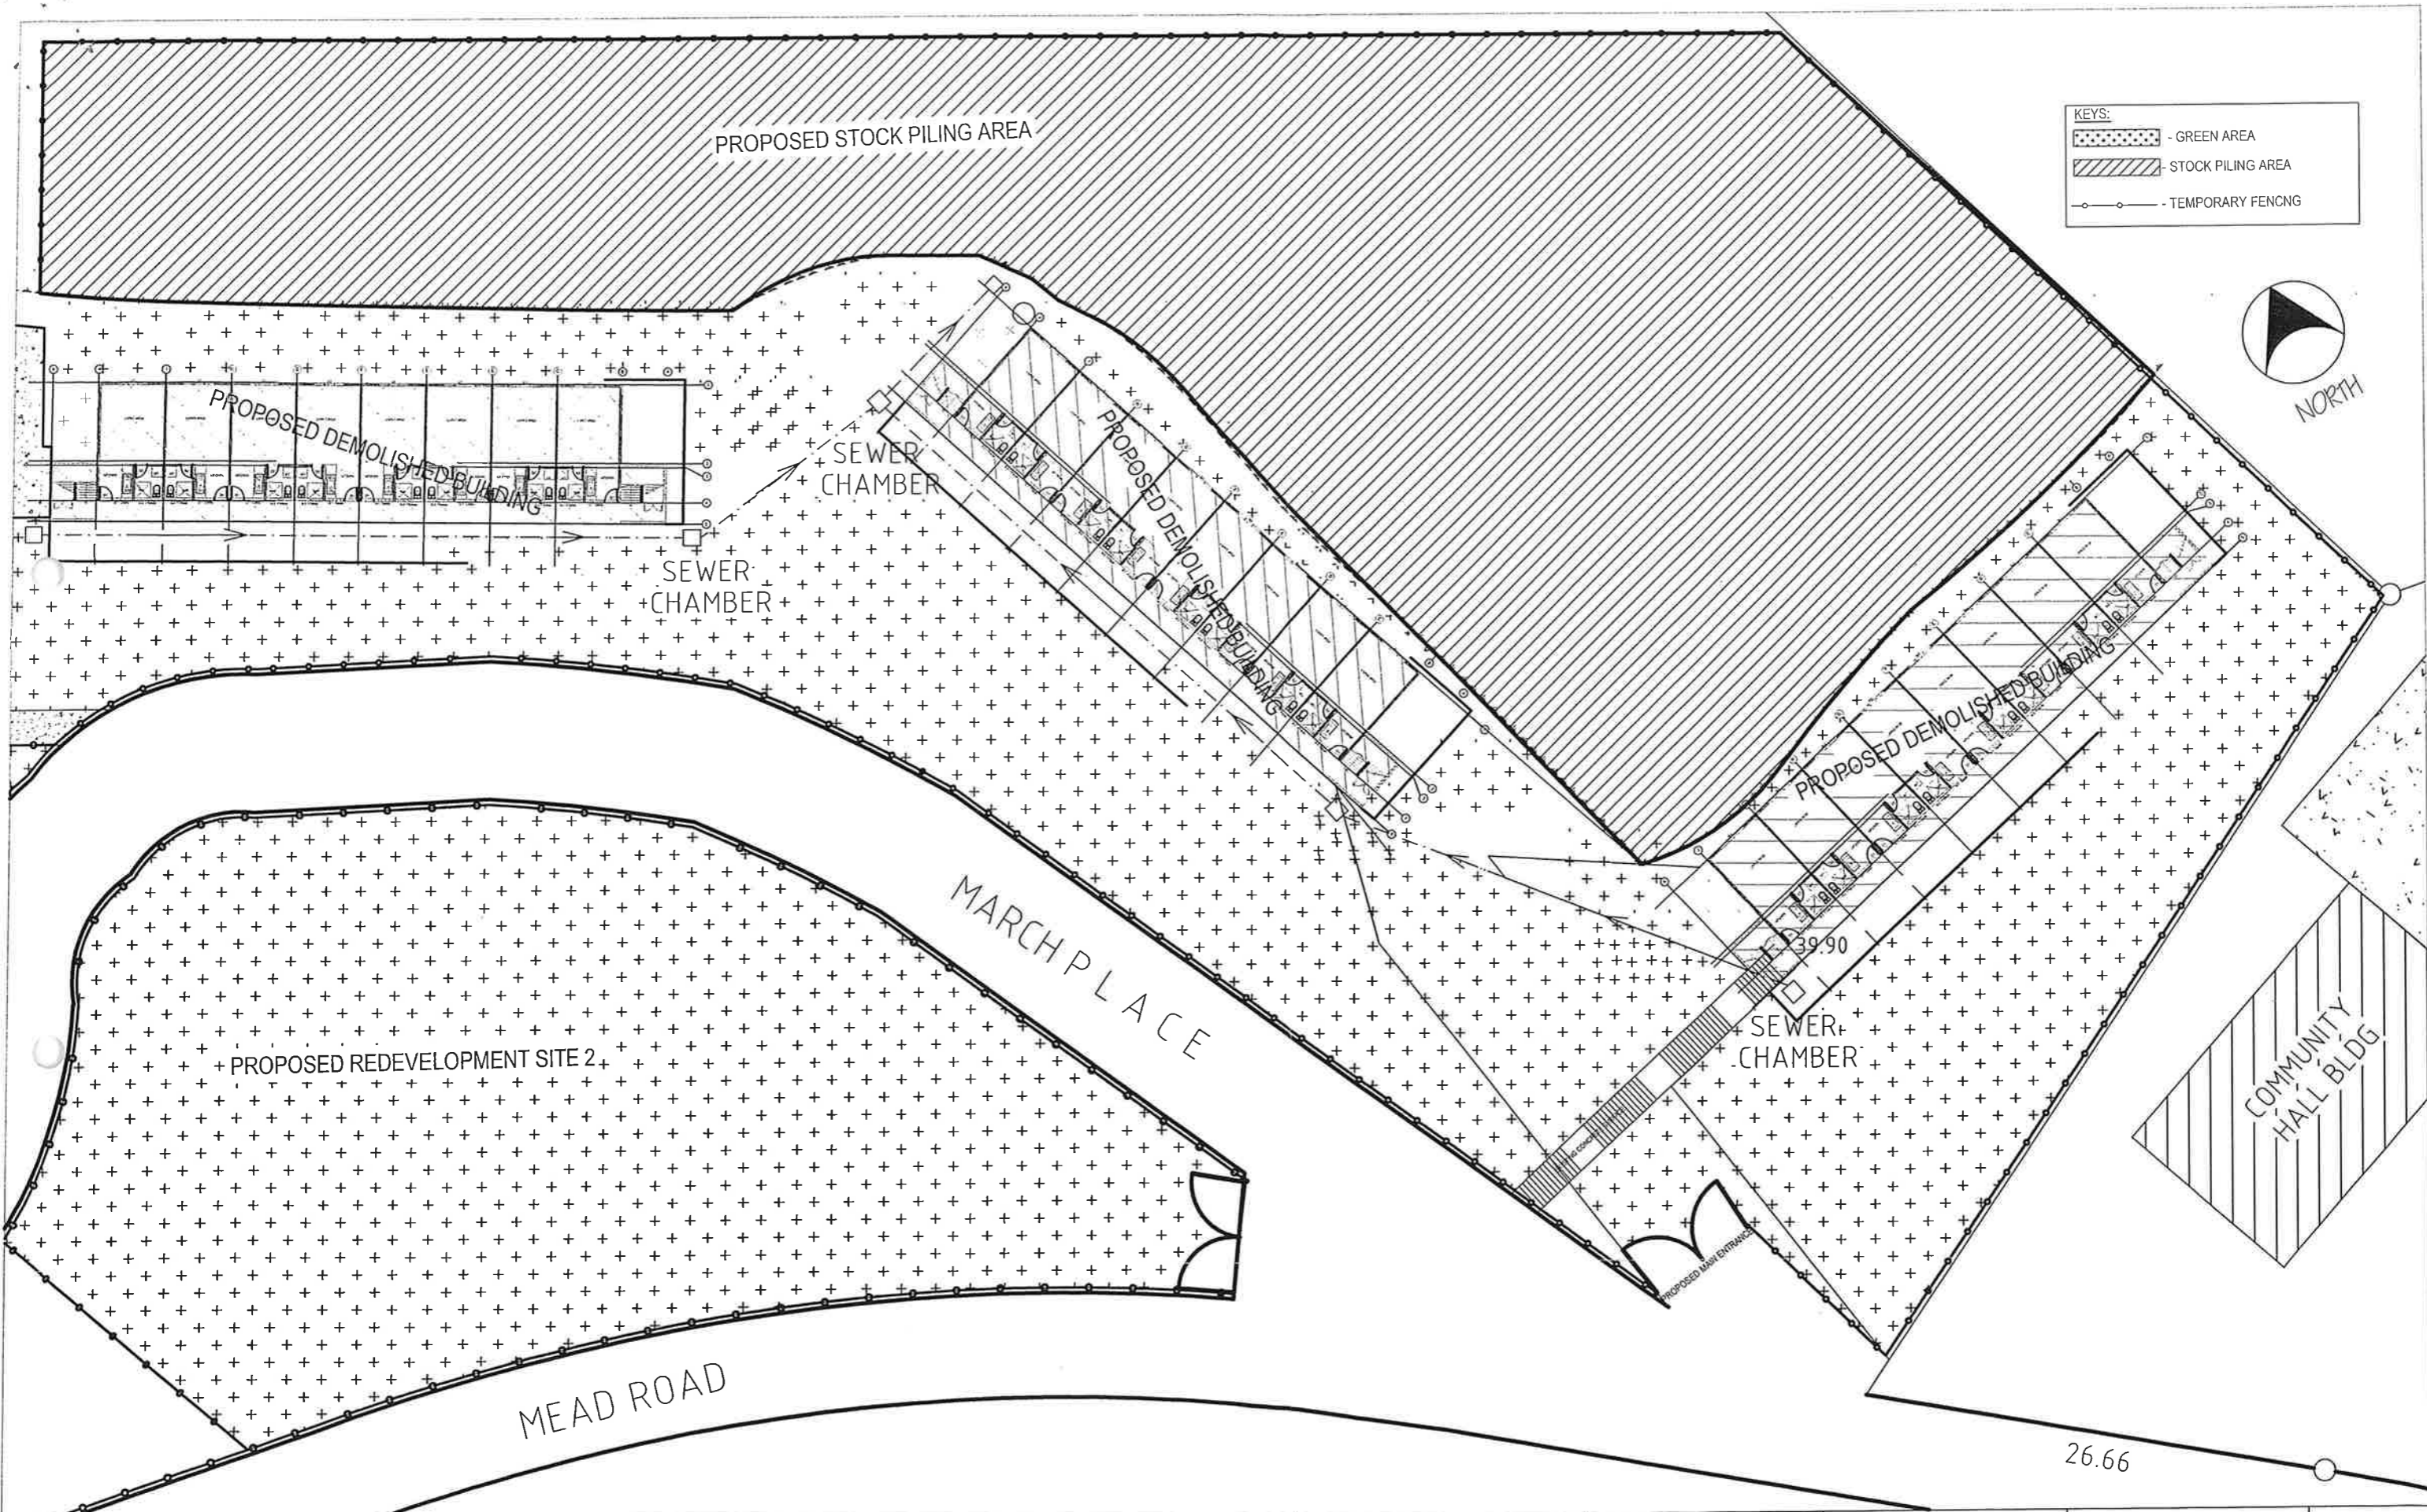 PROPOSED STOCK PILING AREA
KEYS:
- GREEN AREA
- STOCK PILING AREA
- TEMPORARY FENCNG
NORTH
PROPOSED DEMOLISHED BUILDING
SEWER
CHAMBER
PROPOSED DEMOLISHED BUILDING
SEWER
CHAMBER
PROPOSED DEMOLISHED BUILDING
39.90
SEWER
CHAMBER
MARCH PLACE
PROPOSED REDEVELOPMENT SITE 2
COMMUNITY
HALL BLDG
PROPOSED MAIN ENTRANCE
MEAD ROAD
26.66